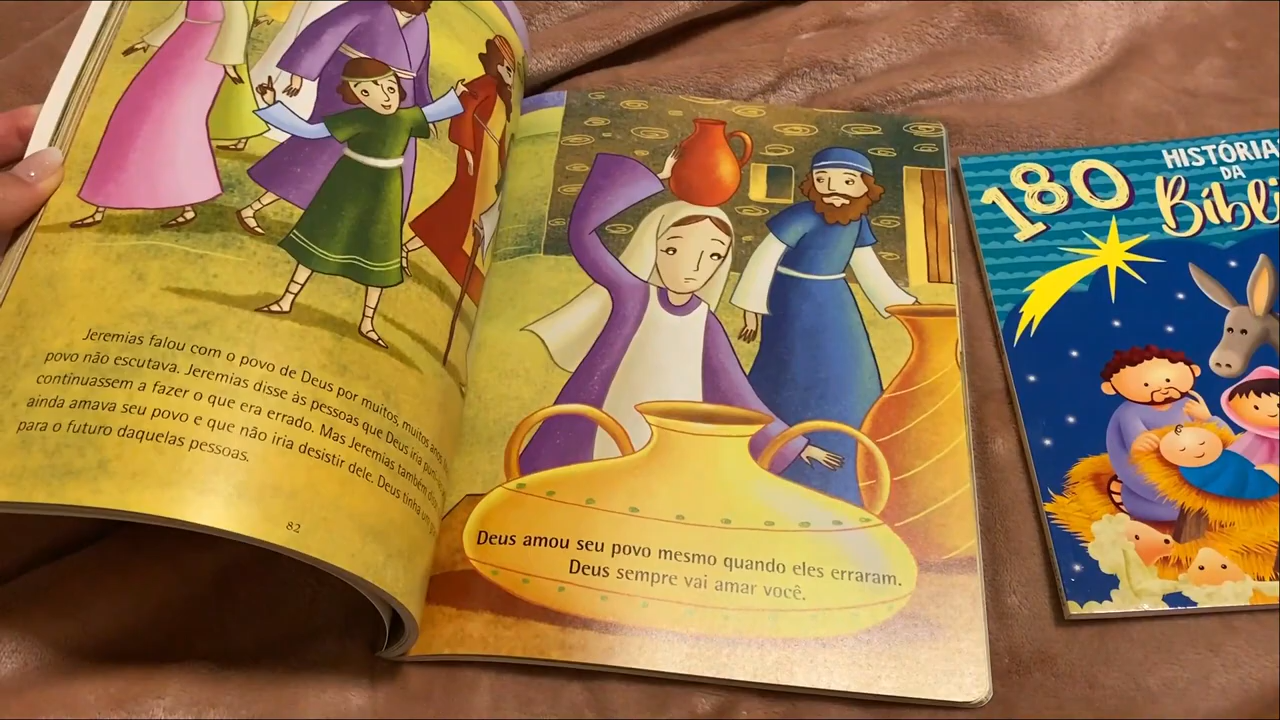 Jeremias falou com o povo de Deus por muitos, muitos anos
povo não escutava. Jeremias disse às pessoas que Deus iria
continuassem a fazer o que era errado. Mas Jeremias também
ainda amava seu povo e que não iria desistir dele. Deus tinha um
para o futuro daquelas pessoas.
82
Deus amou seu povo mesmo quando eles erraram.
Deus sempre vai amar você.
180
HISTÓRIA
DA
Bíbli